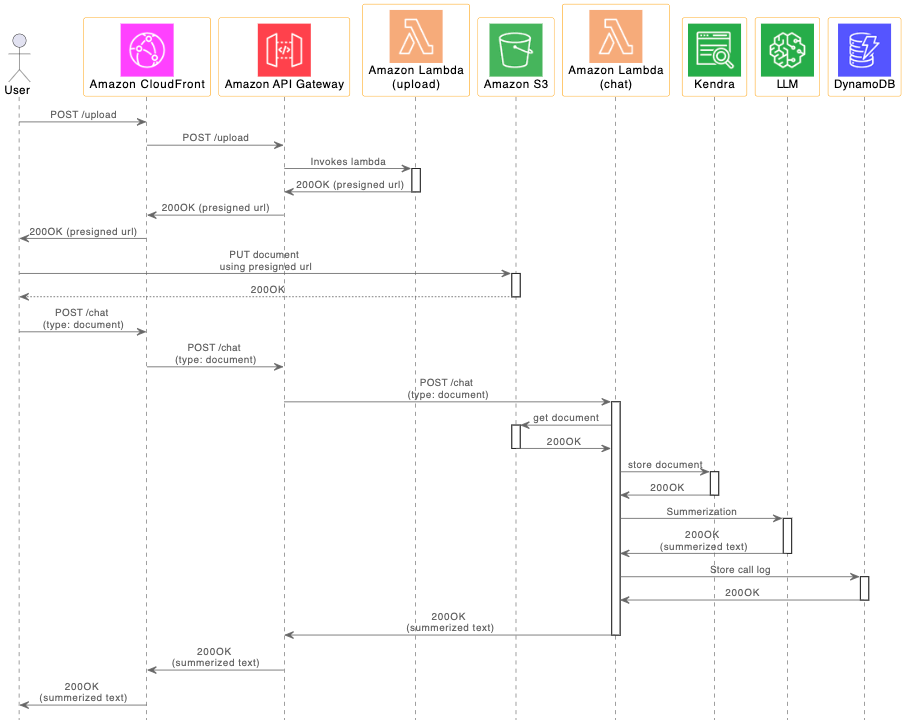 User
Amazon CloudFront
Amazon API Gateway
Amazon Lambda
(upload)
Amazon S3
Amazon Lambda
(chat)
Kendra
LLM
DynamoDB
POST /upload
POST /upload
Invokes lambda
200OK (presigned url)
200OK (presigned url)
200OK (presigned url)
PUT document
using presigned url
200OK
POST /chat
(type: document)
POST /chat
(type: document)
POST /chat
(type: document)
get document
200OK
store document
200OK
Summerization
200OK
(summerized text)
Store call log
200OK
200OK
(summerized text)
200OK
(summerized text)
200OK
(summerized text)